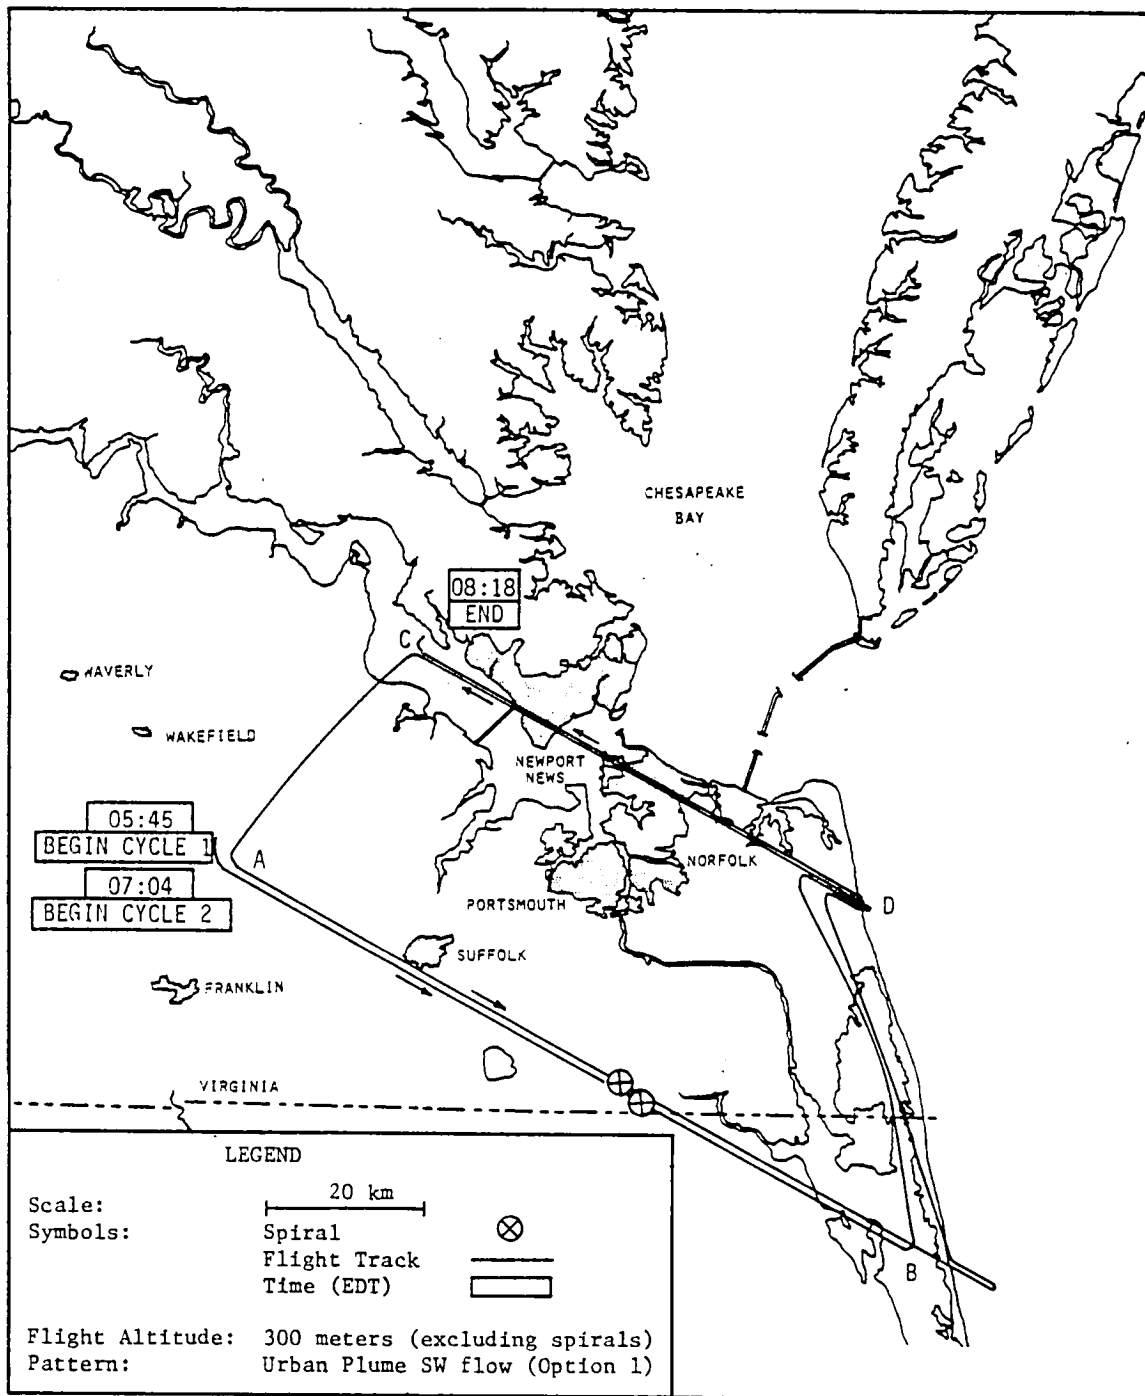 CHESAPEAKE
BAY
08:18
END
C
WAVERLY
WAKEFIELD
NEWPORT
NEWS
05:45
BEGIN CYCLE 1
A
07:04
BEGIN CYCLE 2
NORFOLK
PORTSMOUTH
D
SUFFOLK
FRANKLIN
VIRGINIA
B
LEGEND
Scale: 20 km
Symbols: Spiral
Flight Track
Time (EDT)
Flight Altitude: 300 meters (excluding spirals)
Pattern: Urban Plume SW flow (Option 1)